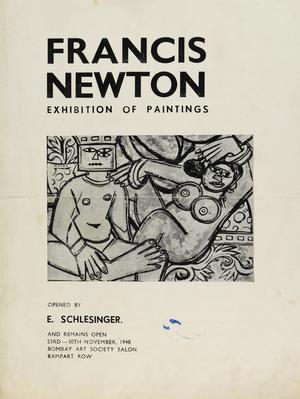 FRANCIS
NEWTON
EXHIBITION OF PAINTINGS
OPENED BY
E. SCHLESINGER.
AND REMAINS OPEN
23RD—30TH NOVEMBER, 1948
BOMBAY ART SOCIETY SALON
RAMPART ROW